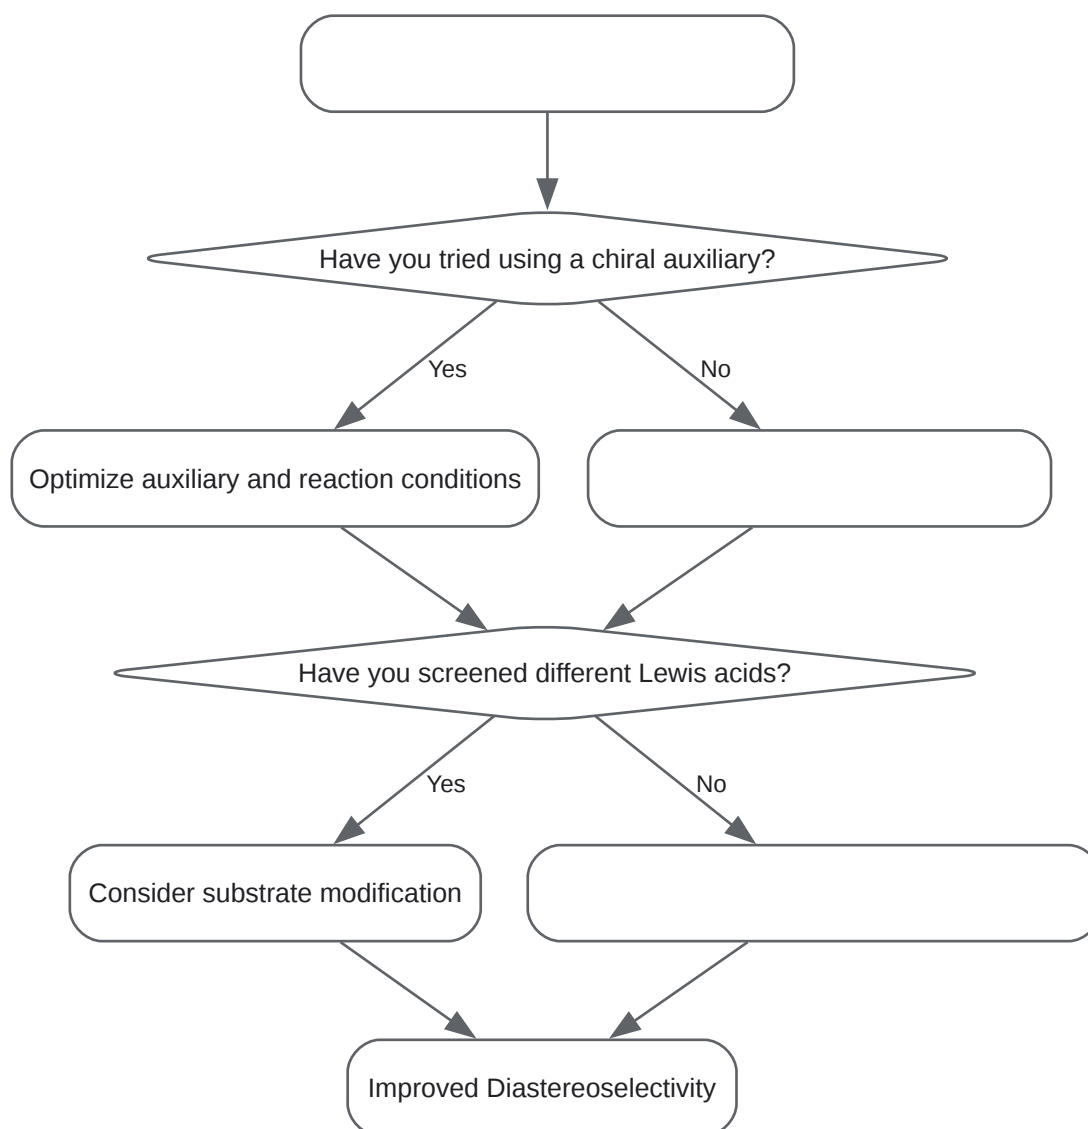 Have you tried using a chiral auxiliary?
Yes
No
Optimize auxiliary and reaction conditions
Have you screened different Lewis acids?
Yes
No
Consider substrate modification
Improved Diastereoselectivity